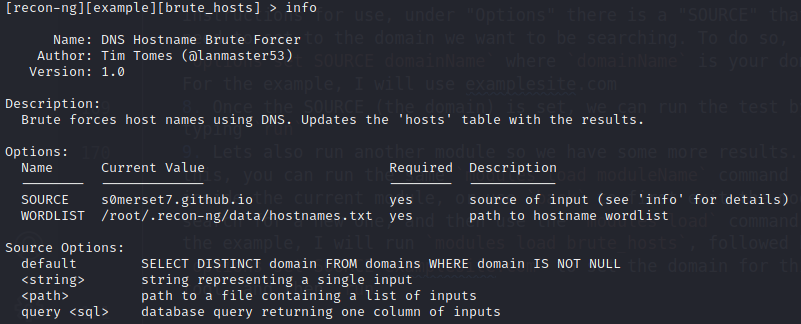 [recon-ng][example][brute_hosts] > info
Name: DNS Hostname Brute Forcer
Author: Tim Tomes (@lanmaster53)
Version: 1.0
Description:
Brute forces host names using DNS. Updates the 'hosts' table with the results.
Options:
Name Current Value Required Description
SOURCE s0merset7.github.io yes source of input (see 'info' for details)
WORDLIST /root/.recon-ng/data/hostnames.txt yes path to hostname wordlist
Source Options:
default SELECT DISTINCT domain FROM domains WHERE domain IS NOT NULL
<string> string representing a single input
<path> path to a file containing a list of inputs
query <sql> database query returning one column of inputs